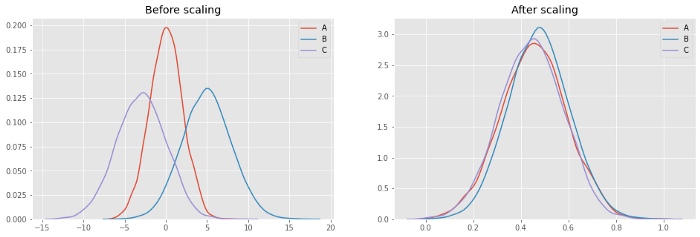 Before scaling
0.200
0.175
0.150
0.125
0.100
0.075
0.050
0.025
0.000
−15 −10 −5 0 5 10 15 20
A
B
C
After scaling
3.0
2.5
2.0
1.5
1.0
0.5
0.0
0.0 0.2 0.4 0.6 0.8 1.0
A
B
C